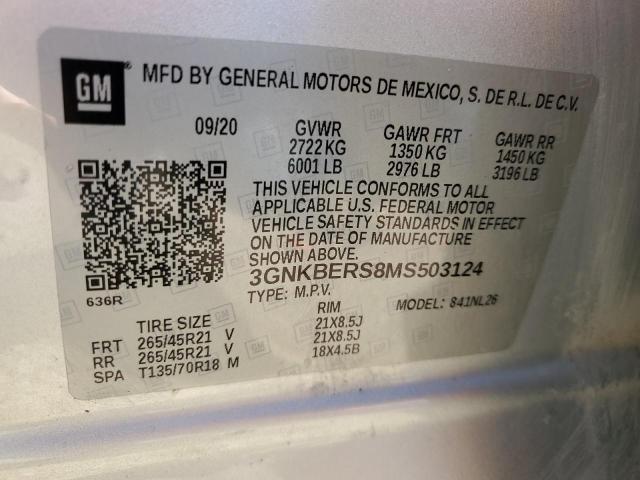 GM
MFD BY GENERAL MOTORS DE MEXICO, S. DE R.L. DE C.V.
09/20 GVWR GAWR FRT GAWR RR
2722 KG 1350 KG 1450 KG
6001 LB 2976 LB 3196 LB
THIS VEHICLE CONFORMS TO ALL
APPLICABLE U.S. FEDERAL MOTOR
VEHICLE SAFETY STANDARDS IN EFFECT
ON THE DATE OF MANUFACTURE
SHOWN ABOVE.
3GNKBERS8MS503124
636R
TYPE: M.P.V. MODEL: 841NL26
TIRE SIZE RIM
FRT 265/45R21 V 21X8.5J
RR 265/45R21 V 21X8.5J
SPA T135/70R18 M 18X4.5B